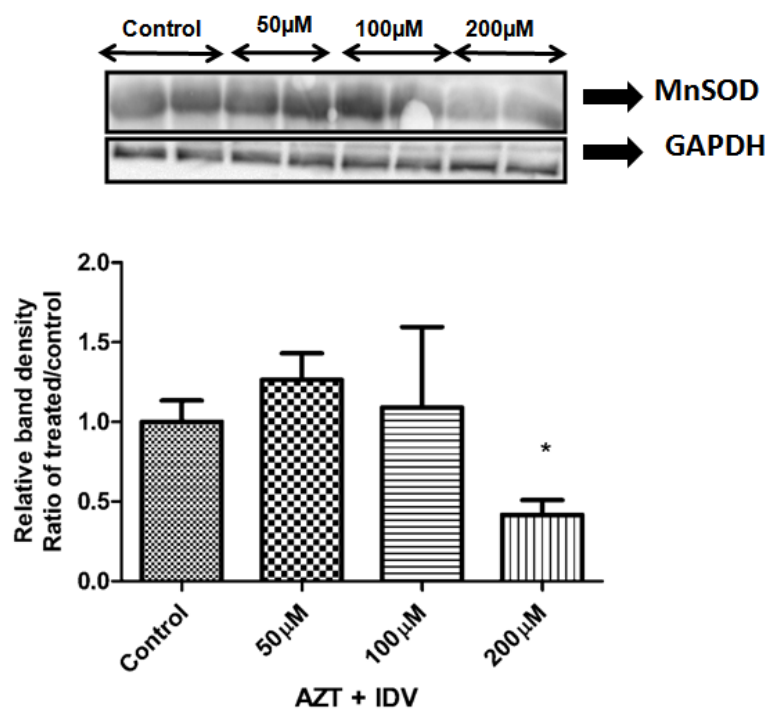 Control 50µM 100µM 200µM
MnSOD
GAPDH
2.0
1.5
1.0
0.5
0.0
Relative band density
Ratio of treated/control
*
Control 50µM 100µM 200µM
AZT + IDV